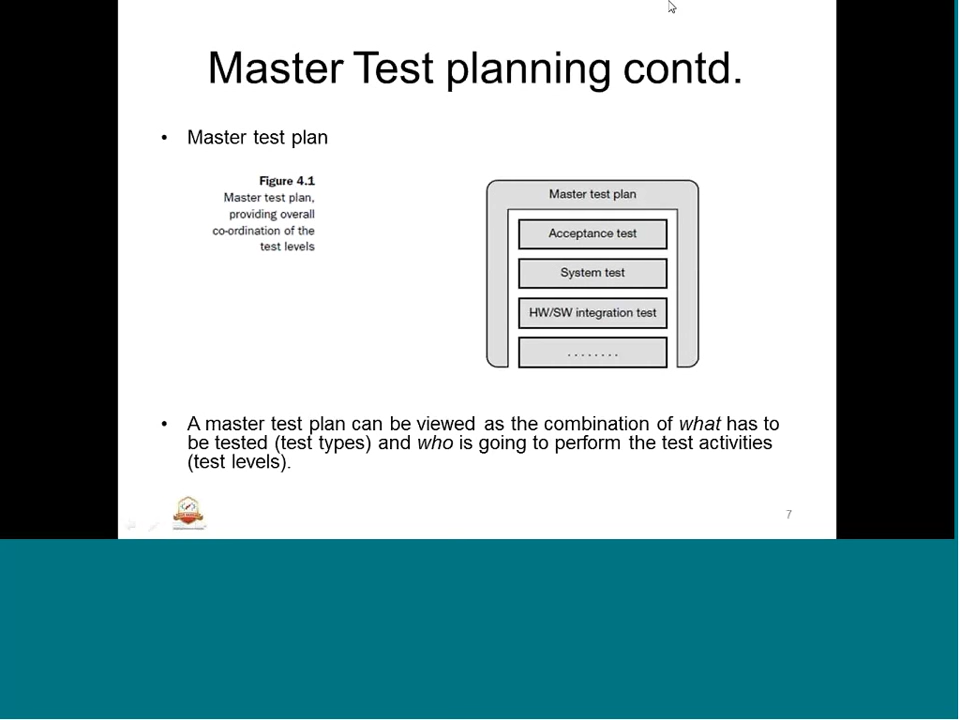 Master Test planning contd.
• Master test plan
Figure 4.1
Master test plan,
providing overall
co-ordination of the
test levels
Master test plan
Acceptance test
System test
HW/SW integration test
........
• A master test plan can be viewed as the combination of what has to
be tested (test types) and who is going to perform the test activities
(test levels).
7